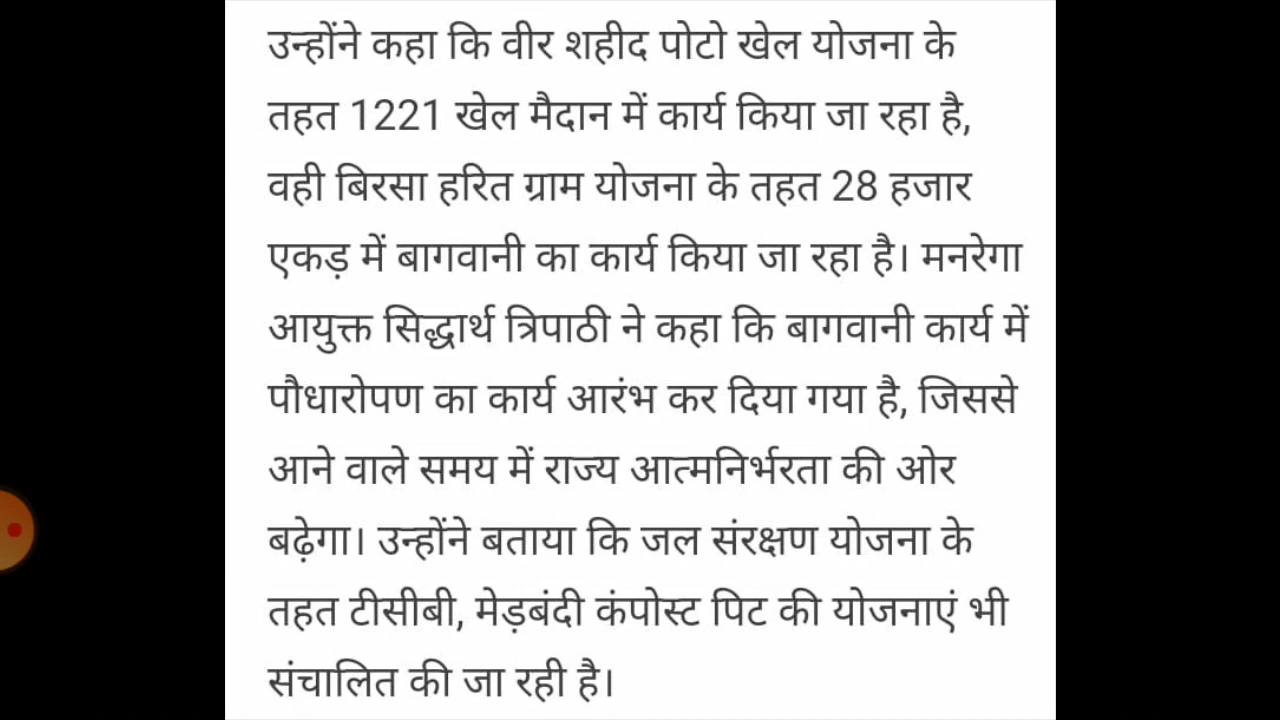 उन्होंने कहा कि वीर शहीद पोटो खेल योजना के
तहत 1221 खेल मैदान में कार्य किया जा रहा है,
वही बिरसा हरित ग्राम योजना के तहत 28 हजार
एकड़ में बागवानी का कार्य किया जा रहा है। मनरेगा
आयुक्त सिद्धार्थ त्रिपाठी ने कहा कि बागवानी कार्य में
पौधारोपण का कार्य आरंभ कर दिया गया है, जिससे
आने वाले समय में राज्य आत्मनिर्भरता की ओर
बढ़ेगा। उन्होंने बताया कि जल संरक्षण योजना के
तहत टीसीबी, मेड़बंदी कंपोस्ट पिट की योजनाएं भी
संचालित की जा रही है।